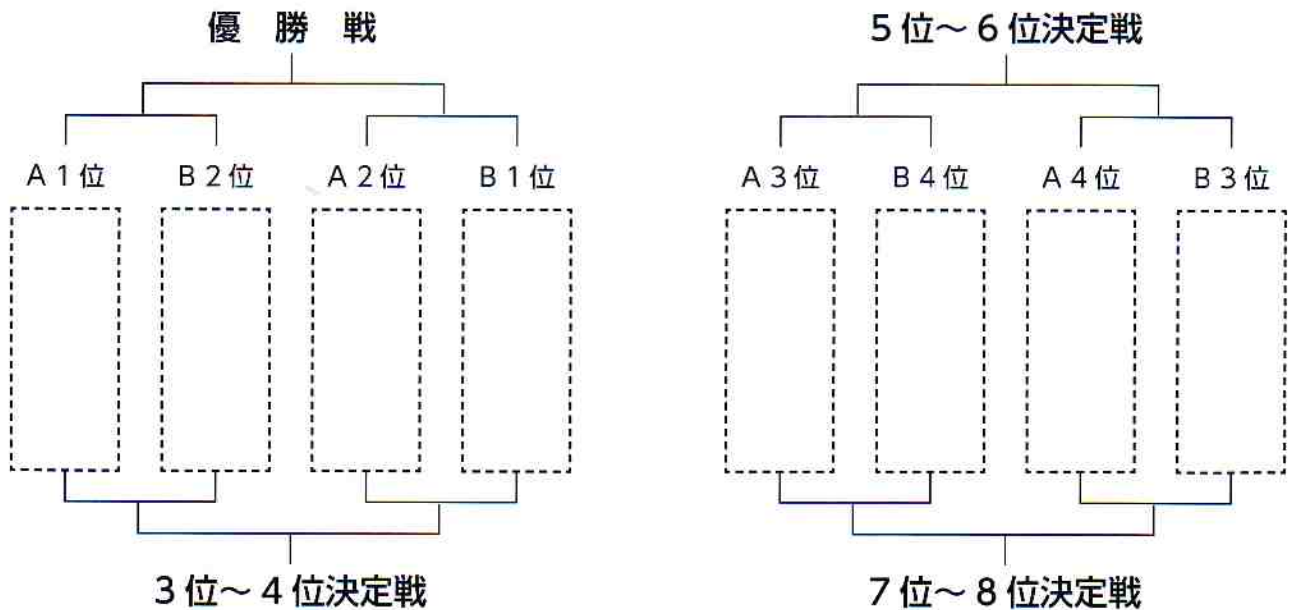 優 勝 戦
A1位 B2位 A2位 B1位
3位～4位決定戦
5位～6位決定戦
A3位 B4位 A4位 B3位
7位～8位決定戦